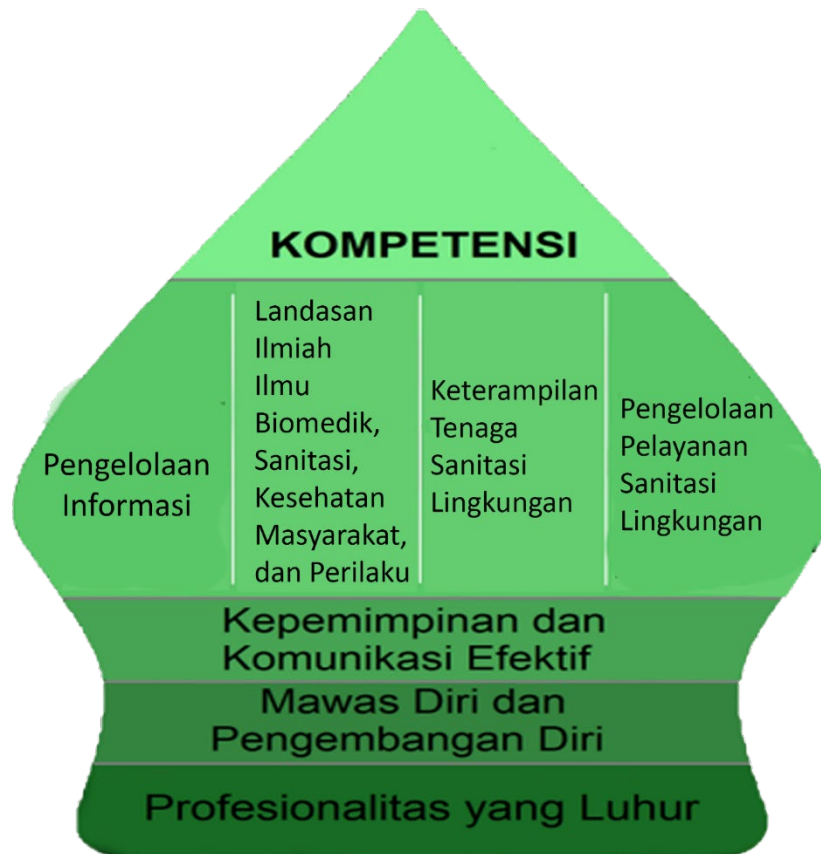 KOMPETENSI
Pengelolaan
Informasi
Landasan
Ilmiah
Ilmu
Biomedik,
Sanitasi,
Kesehatan
Masyarakat,
dan Perilaku
Keterampilan
Tenaga
Sanitasi
Lingkungan
Pengelolaan
Pelayanan
Sanitasi
Lingkungan
Kepemimpinan dan
Komunikasi Efektif
Mawas Diri dan
Pengembangan Diri
Profesionalitas yang Luhur